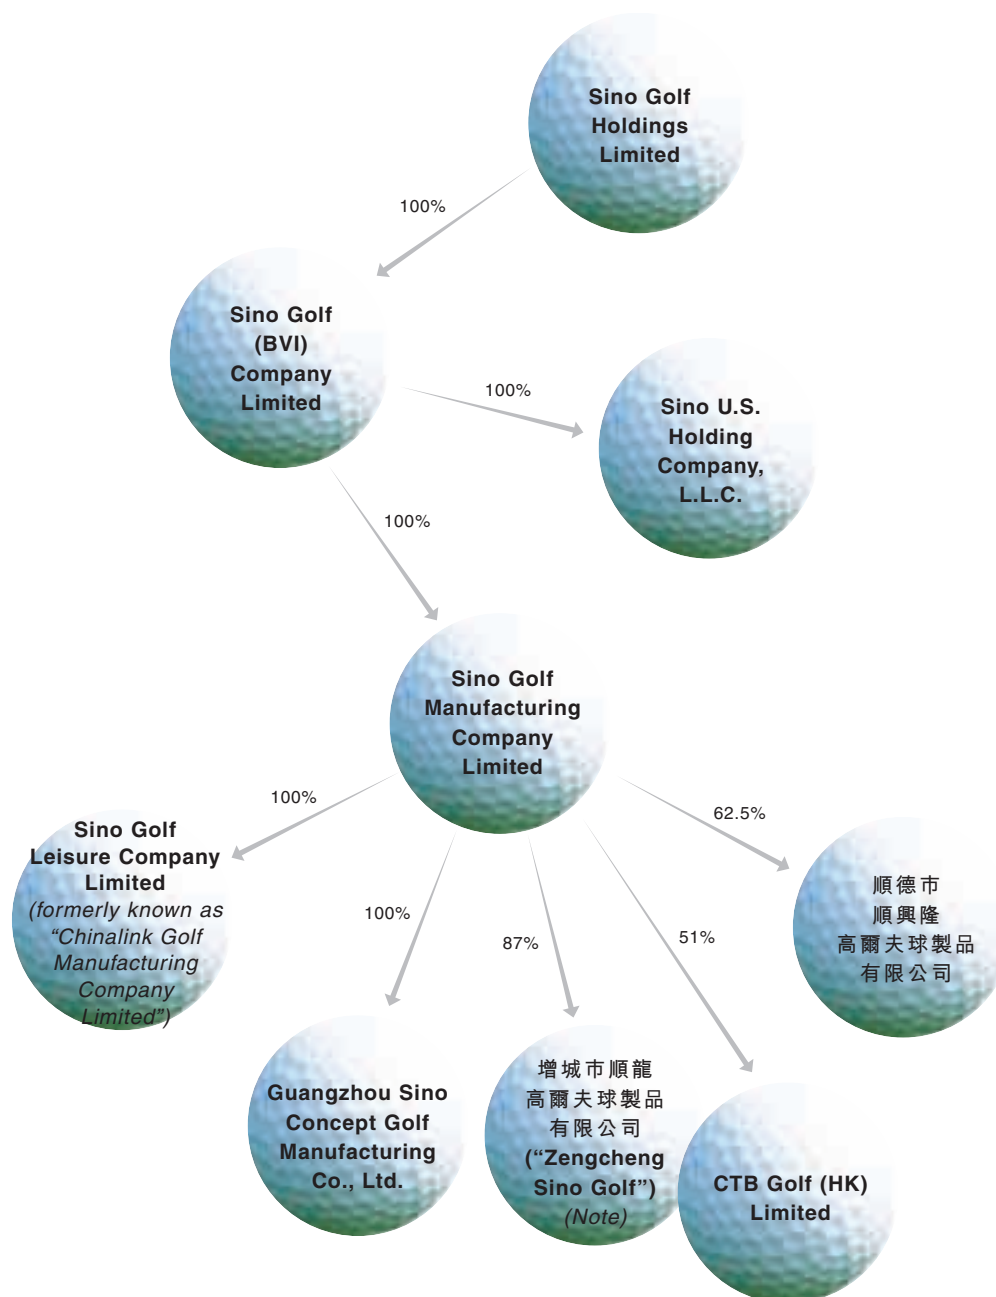 Sino Golf
Holdings
Limited
100%
Sino Golf
(BVI)
Company
Limited
100%
Sino U.S.
Holding
Company,
L.L.C.
100%
Sino Golf
Manufacturing
Company
Limited
100%
62.5%
Sino Golf
Leisure Company
Limited
(formerly known as
“Chinalink Golf
Manufacturing
Company
Limited”)
100%
87%
51%
順德市
順興隆
高爾夫球製品
有限公司
Guangzhou Sino
Concept Golf
Manufacturing
Co., Ltd.
增城市順龍
高爾夫球製品
有限公司
(“Zengcheng
Sino Golf”)
(Note)
CTB Golf (HK)
Limited